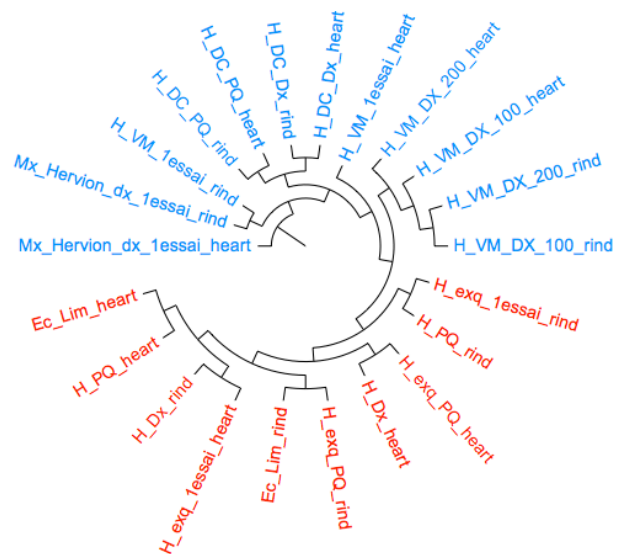 Mx_Hervion_dx_1essai_heart
Mx_Hervion_dx_1essai_rind
H_VM_1essai_rind
H_DC_PQ_rind
H_DC_PQ_heart
H_DC_Dx_rind
H_DC_Dx_heart
H_VM_1essai_heart
H_VM_DX_200_heart
H_VM_DX_100_heart
H_VM_DX_200_rind
H_VM_DX_100_rind
H_exq_1essai_rind
H_PQ_rind
H_exq_PQ_heart
H_Dx_heart
H_exq_PQ_rind
Ec_Lim_rind
H_exq_1essai_heart
H_Dx_rind
H_PQ_heart
Ec_Lim_heart